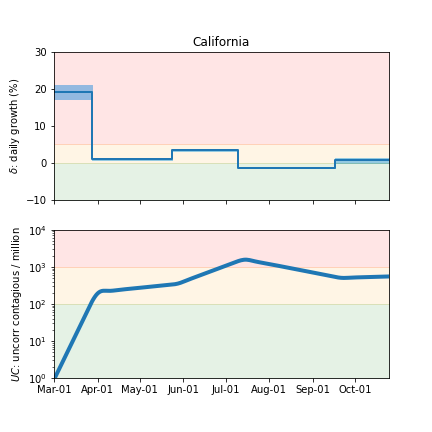 California
30
20
10
0
−10
δ: daily growth (%)
10⁴
10³
10²
10¹
10⁰
UC: uncorr contagious / million
Mar-01 Apr-01 May-01 Jun-01 Jul-01 Aug-01 Sep-01 Oct-01